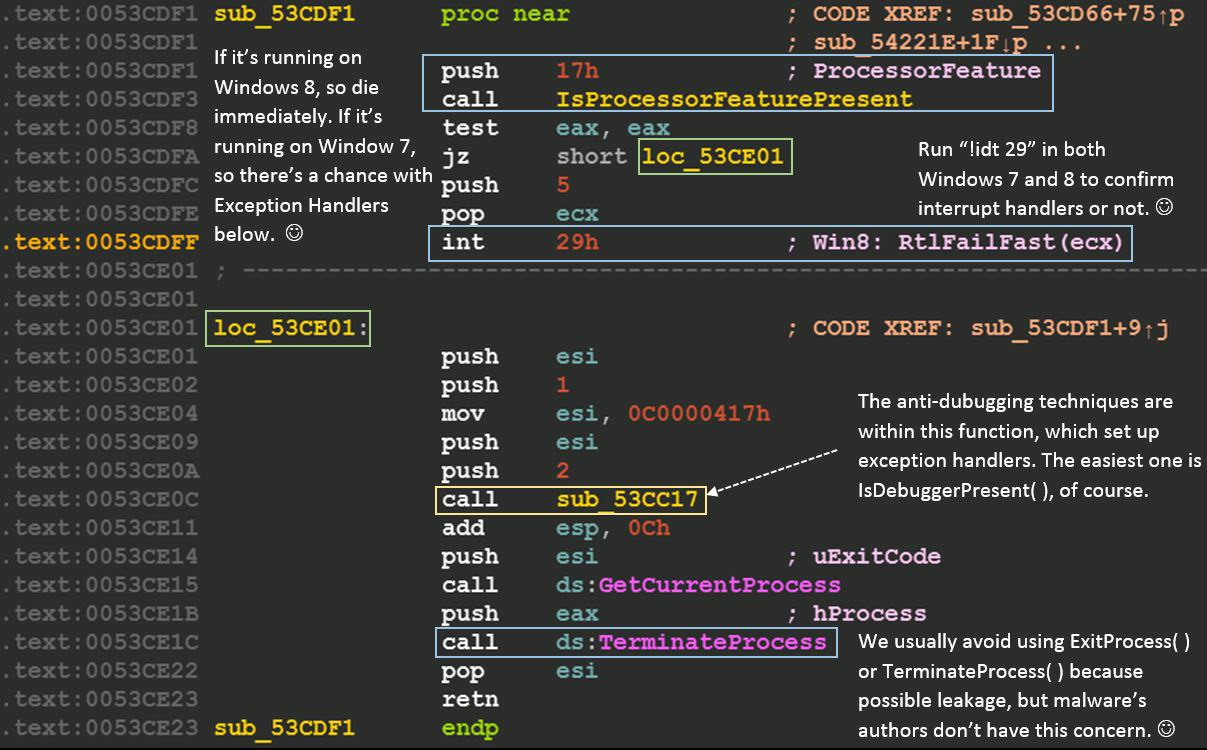 .text:0053CDF1 sub_53CDF1 proc near ; CODE XREF: sub_53CD66+75↑p
.text:0053CDF1 ; sub_54221E+1F↓p ...
.text:0053CDF1 push 17h ; ProcessorFeature
.text:0053CDF3 call IsProcessorFeaturePresent
.text:0053CDF8 test eax, eax
.text:0053CDFA jz short loc_53CE01
.text:0053CDFC push 5
.text:0053CDFE pop ecx
.text:0053CDFF int 29h ; Win8: RtlFailFast(ecx)
.text:0053CE01 ; ---------------------------------------------------------------------------
.text:0053CE01
.text:0053CE01 loc_53CE01: ; CODE XREF: sub_53CDF1+9↑j
.text:0053CE01 push esi
.text:0053CE02 push 1
.text:0053CE04 mov esi, 0C0000417h
.text:0053CE09 push esi
.text:0053CE0A push 2
.text:0053CE0C call sub_53CC17
.text:0053CE11 add esp, 0Ch
.text:0053CE14 push esi ; uExitCode
.text:0053CE15 call ds:GetCurrentProcess
.text:0053CE1B push eax ; hProcess
.text:0053CE1C call ds:TerminateProcess
.text:0053CE22 pop esi
.text:0053CE23 retn
.text:0053CE23 sub_53CDF1 endp
If it's running on
Windows 8, so die
immediately. If it's
running on Window 7,
so there's a chance with
Exception Handlers
below. ☺
Run “!idt 29” in both
Windows 7 and 8 to confirm
interrupt handlers or not. ☺
The anti-dubugging techniques are
within this function, which set up
exception handlers. The easiest one is
IsDebuggerPresent( ), of course.
We usually avoid using ExitProcess( )
or TerminateProcess( ) because
possible leakage, but malware's
authors don't have this concern. ☺